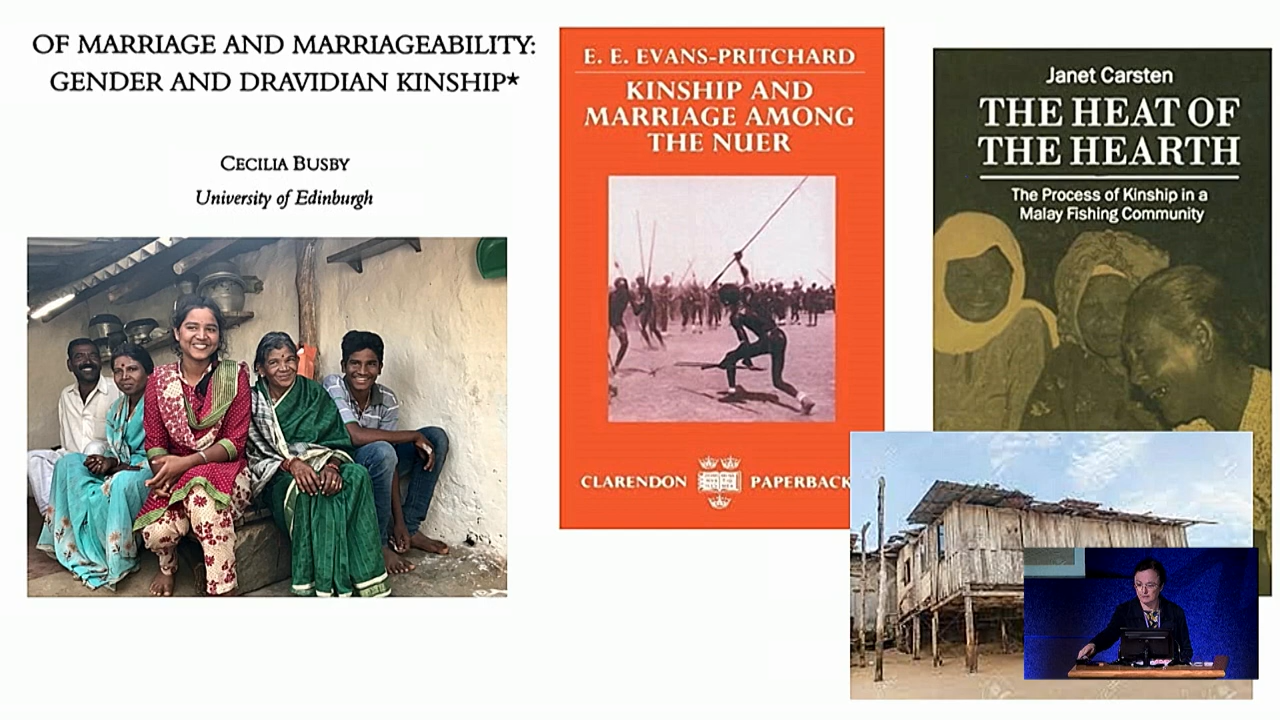 OF MARRIAGE AND MARRIAGEABILITY:
GENDER AND DRAVIDIAN KINSHIP*
CECILIA BUSBY
University of Edinburgh
E. E. EVANS-PRITCHARD
KINSHIP AND
MARRIAGE AMONG
THE NUER
CLARENDON PAPERBACK
Janet Carsten
THE HEAT OF
THE HEARTH
The Process of Kinship in a
Malay Fishing Community